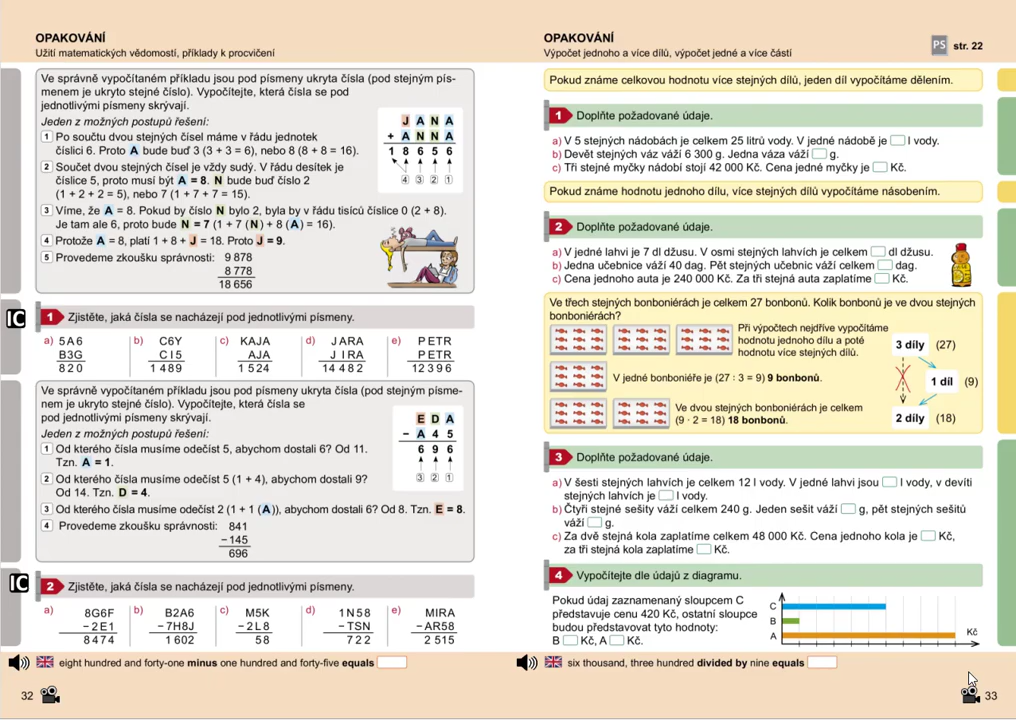 OPAKOVÁNÍ
Užití matematických vědomostí, příklady k procvičení
Ve správně vypočítaném příkladu jsou pod písmeny ukryta čísla (pod stejným pís-
menem je ukryto stejné číslo). Vypočítejte, která čísla se pod
jednotlivými písmeny skrývají.
Jeden z možných postupů řešení:
1 Po součtu dvou stejných čísel máme v řádu jednotek
číslici 6. Proto A bude buď 3 (3 + 3 = 6), nebo 8 (8 + 8 = 16).
2 Součet dvou stejných čísel je vždy sudý. V řádu desítek je
číslice 5, proto musí být A = 8. N bude buď číslo 2
(1 + 2 + 2 = 5), nebo 7 (1 + 7 + 7 = 15).
3 Víme, že A = 8. Pokud by číslo N bylo 2, byla by v řádu tisíců číslice 0 (2 + 8).
Je tam ale 6, proto bude N = 7 (1 + 7 (N) + 8 (A) = 16).
4 Protože A = 8, platí 1 + 8 + J = 18. Proto J = 9.
5 Provedeme zkoušku správnosti: 9 878
8 778
18 656
J A N A
+ A N N A
1 8 6 5 6
4 3 2 1
IC
1 Zjistěte, jaká čísla se nacházejí pod jednotlivými písmeny.
a) 5A6 b) C6Y c) KAJA d) JARA e) PETR
B3G CI5 AJA JIRA PETR
820 1489 1524 14482 12396
Ve správně vypočítaném příkladu jsou pod písmeny ukryta čísla (pod stejným písme-
nem je ukryto stejné číslo). Vypočítejte, která čísla se
pod jednotlivými písmeny skrývají.
Jeden z možných postupů řešení:
1 Od kterého čísla musíme odečíst 5, abychom dostali 6? Od 11.
Tzn. A = 1.
2 Od kterého čísla musíme odečíst 5 (1 + 4), abychom dostali 9?
Od 14. Tzn. D = 4.
3 Od kterého čísla musíme odečíst 2 (1 + 1 (A)), abychom dostali 6? Od 8. Tzn. E = 8.
4 Provedeme zkoušku správnosti: 841
−145
696
E D A
− A 4 5
6 9 6
3 2 1
IC
2 Zjistěte, jaká čísla se nacházejí pod jednotlivými písmeny.
a) 8G6F b) B2A6 c) M5K d) 1N58 e) MIRA
−2E1 −7H8J −2L8 −TSN −AR58
8474 1602 58 722 2515
eight hundred and forty-one minus one hundred and forty-five equals
32
OPAKOVÁNÍ
Výpočet jednoho a více dílů, výpočet jedné a více částí
PS str. 22
Pokud známe celkovou hodnotu více stejných dílů, jeden díl vypočítáme dělením.
1 Doplňte požadované údaje.
a) V 5 stejných nádobách je celkem 25 litrů vody. V jedné nádobě je l vody.
b) Devět stejných váz váží 6 300 g. Jedna váza váží g.
c) Tři stejné myčky nádobí stojí 42 000 Kč. Cena jedné myčky je Kč.
Pokud známe hodnotu jednoho dílu, více stejných dílů vypočítáme násobením.
2 Doplňte požadované údaje.
a) V jedné lahvi je 7 dl džusu. V osmi stejných lahvích je celkem dl džusu.
b) Jedna učebnice váží 40 dag. Pět stejných učebnic váží celkem dag.
c) Cena jednoho auta je 240 000 Kč. Za tři stejná auta zaplatíme Kč.
Ve třech stejných bonboniérách je celkem 27 bonbonů. Kolik bonbonů je ve dvou stejných
bonboniérách?
Při výpočtech nejdříve vypočítáme
hodnotu jednoho dílu a poté
hodnotu více stejných dílů.
3 díly (27)
V jedné bonboniéře je (27 : 3 = 9) 9 bonbonů.
1 díl (9)
Ve dvou stejných bonboniérách je celkem
(9 · 2 = 18) 18 bonbonů.
2 díly (18)
3 Doplňte požadované údaje.
a) V šesti stejných lahvích je celkem 12 l vody. V jedné lahvi jsou l vody, v devíti
stejných lahvích je l vody.
b) Čtyři stejné sešity váží celkem 240 g. Jeden sešit váží g, pět stejných sešitů
váží g.
c) Za dvě stejná kola zaplatíme celkem 48 000 Kč. Cena jednoho kola je Kč,
za tři stejná kola zaplatíme Kč.
4 Vypočítejte dle údajů z diagramu.
Pokud údaj zaznamenaný sloupcem C
představuje cenu 420 Kč, ostatní sloupce
budou představovat tyto hodnoty:
B Kč, A Kč.
C
B
A
Kč
six thousand, three hundred divided by nine equals
33